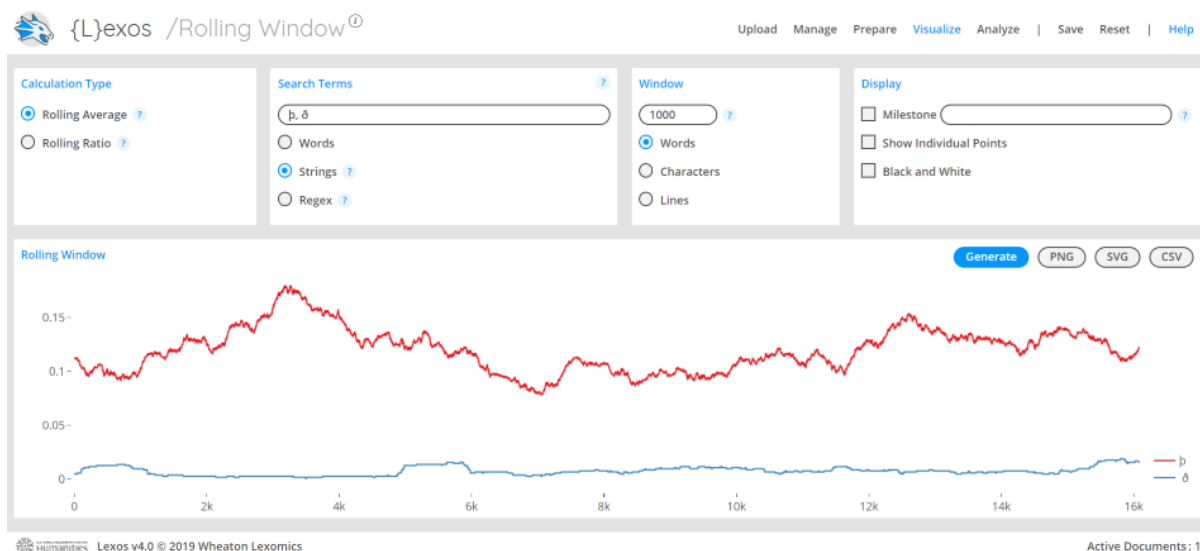 {L}exos /Rolling Window i
Upload Manage Prepare Visualize Analyze | Save Reset | Help
Calculation Type
Rolling Average ?
Rolling Ratio ?
Search Terms ?
þ, ð
Words
Strings ?
Regex ?
Window
1000 ?
Words
Characters
Lines
Display
Milestone ?
Show Individual Points
Black and White
Rolling Window
Generate PNG SVG CSV
0.15
0.1
0.05
0
þ
ð
0 2k 4k 6k 8k 10k 12k 14k 16k
Humanities Lexos v4.0 © 2019 Wheaton Lexomics Active Documents: 1